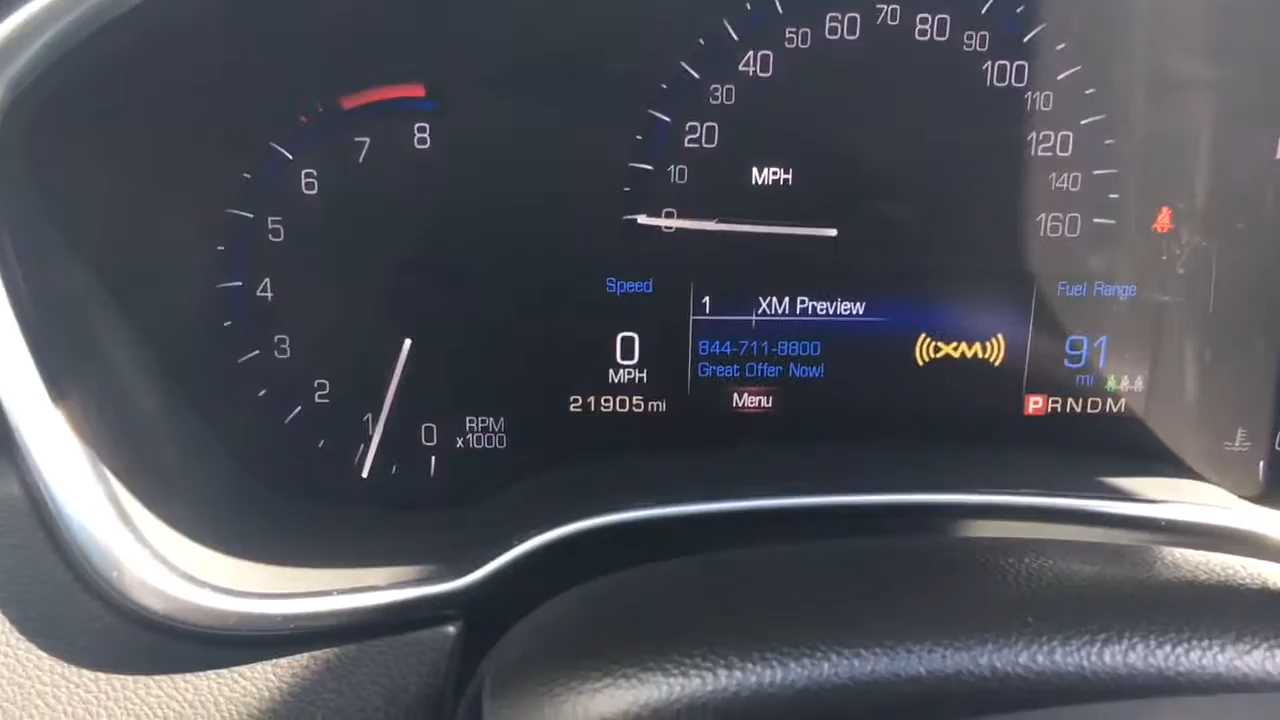 8
7
6
5
4
3
2
1
0
RPM
x1000
0
10
20
30
40
50
60
70
80
90
100
110
120
140
160
MPH
Speed
0
MPH
21905 mi
1 XM Preview
844-711-8800
Great Offer Now!
Menu
((XM))
Fuel Range
91
mi
PRNDM